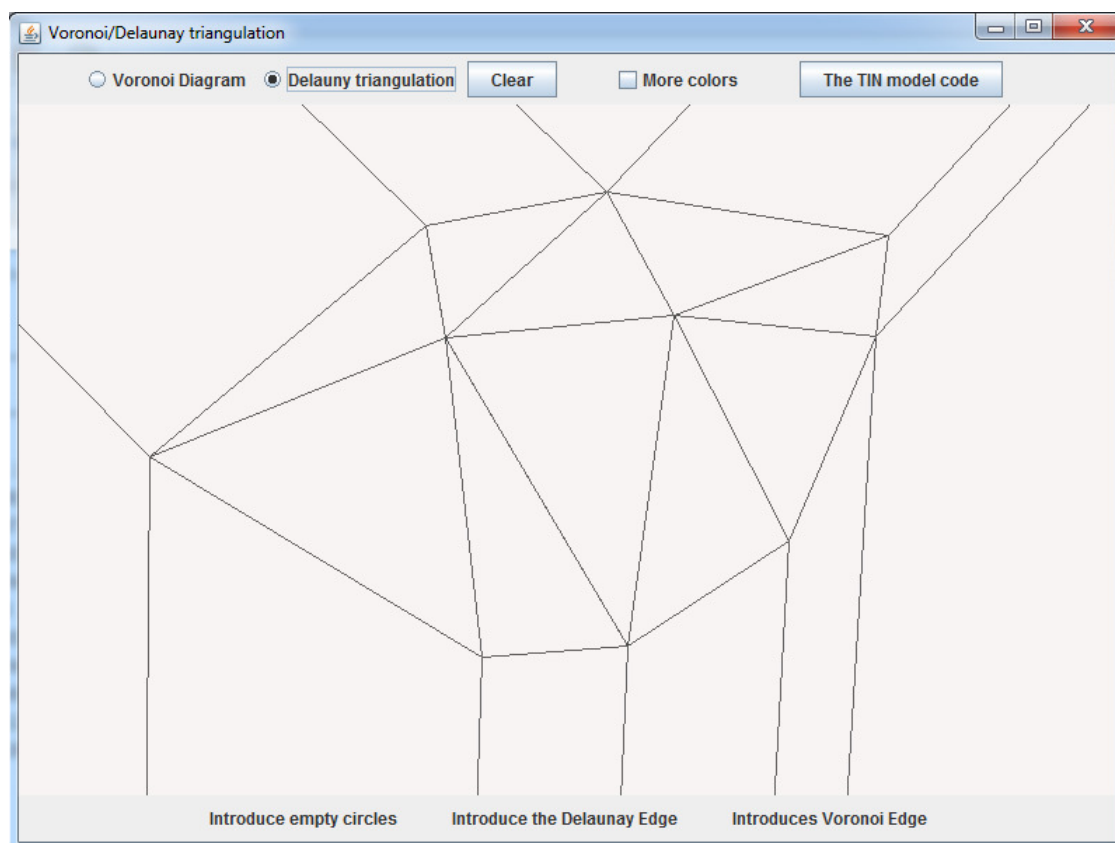 Voronoi/Delaunay triangulation
Voronoi Diagram Delauny triangulation Clear More colors The TIN model code
Introduce empty circles Introduce the Delaunay Edge Introduces Voronoi Edge